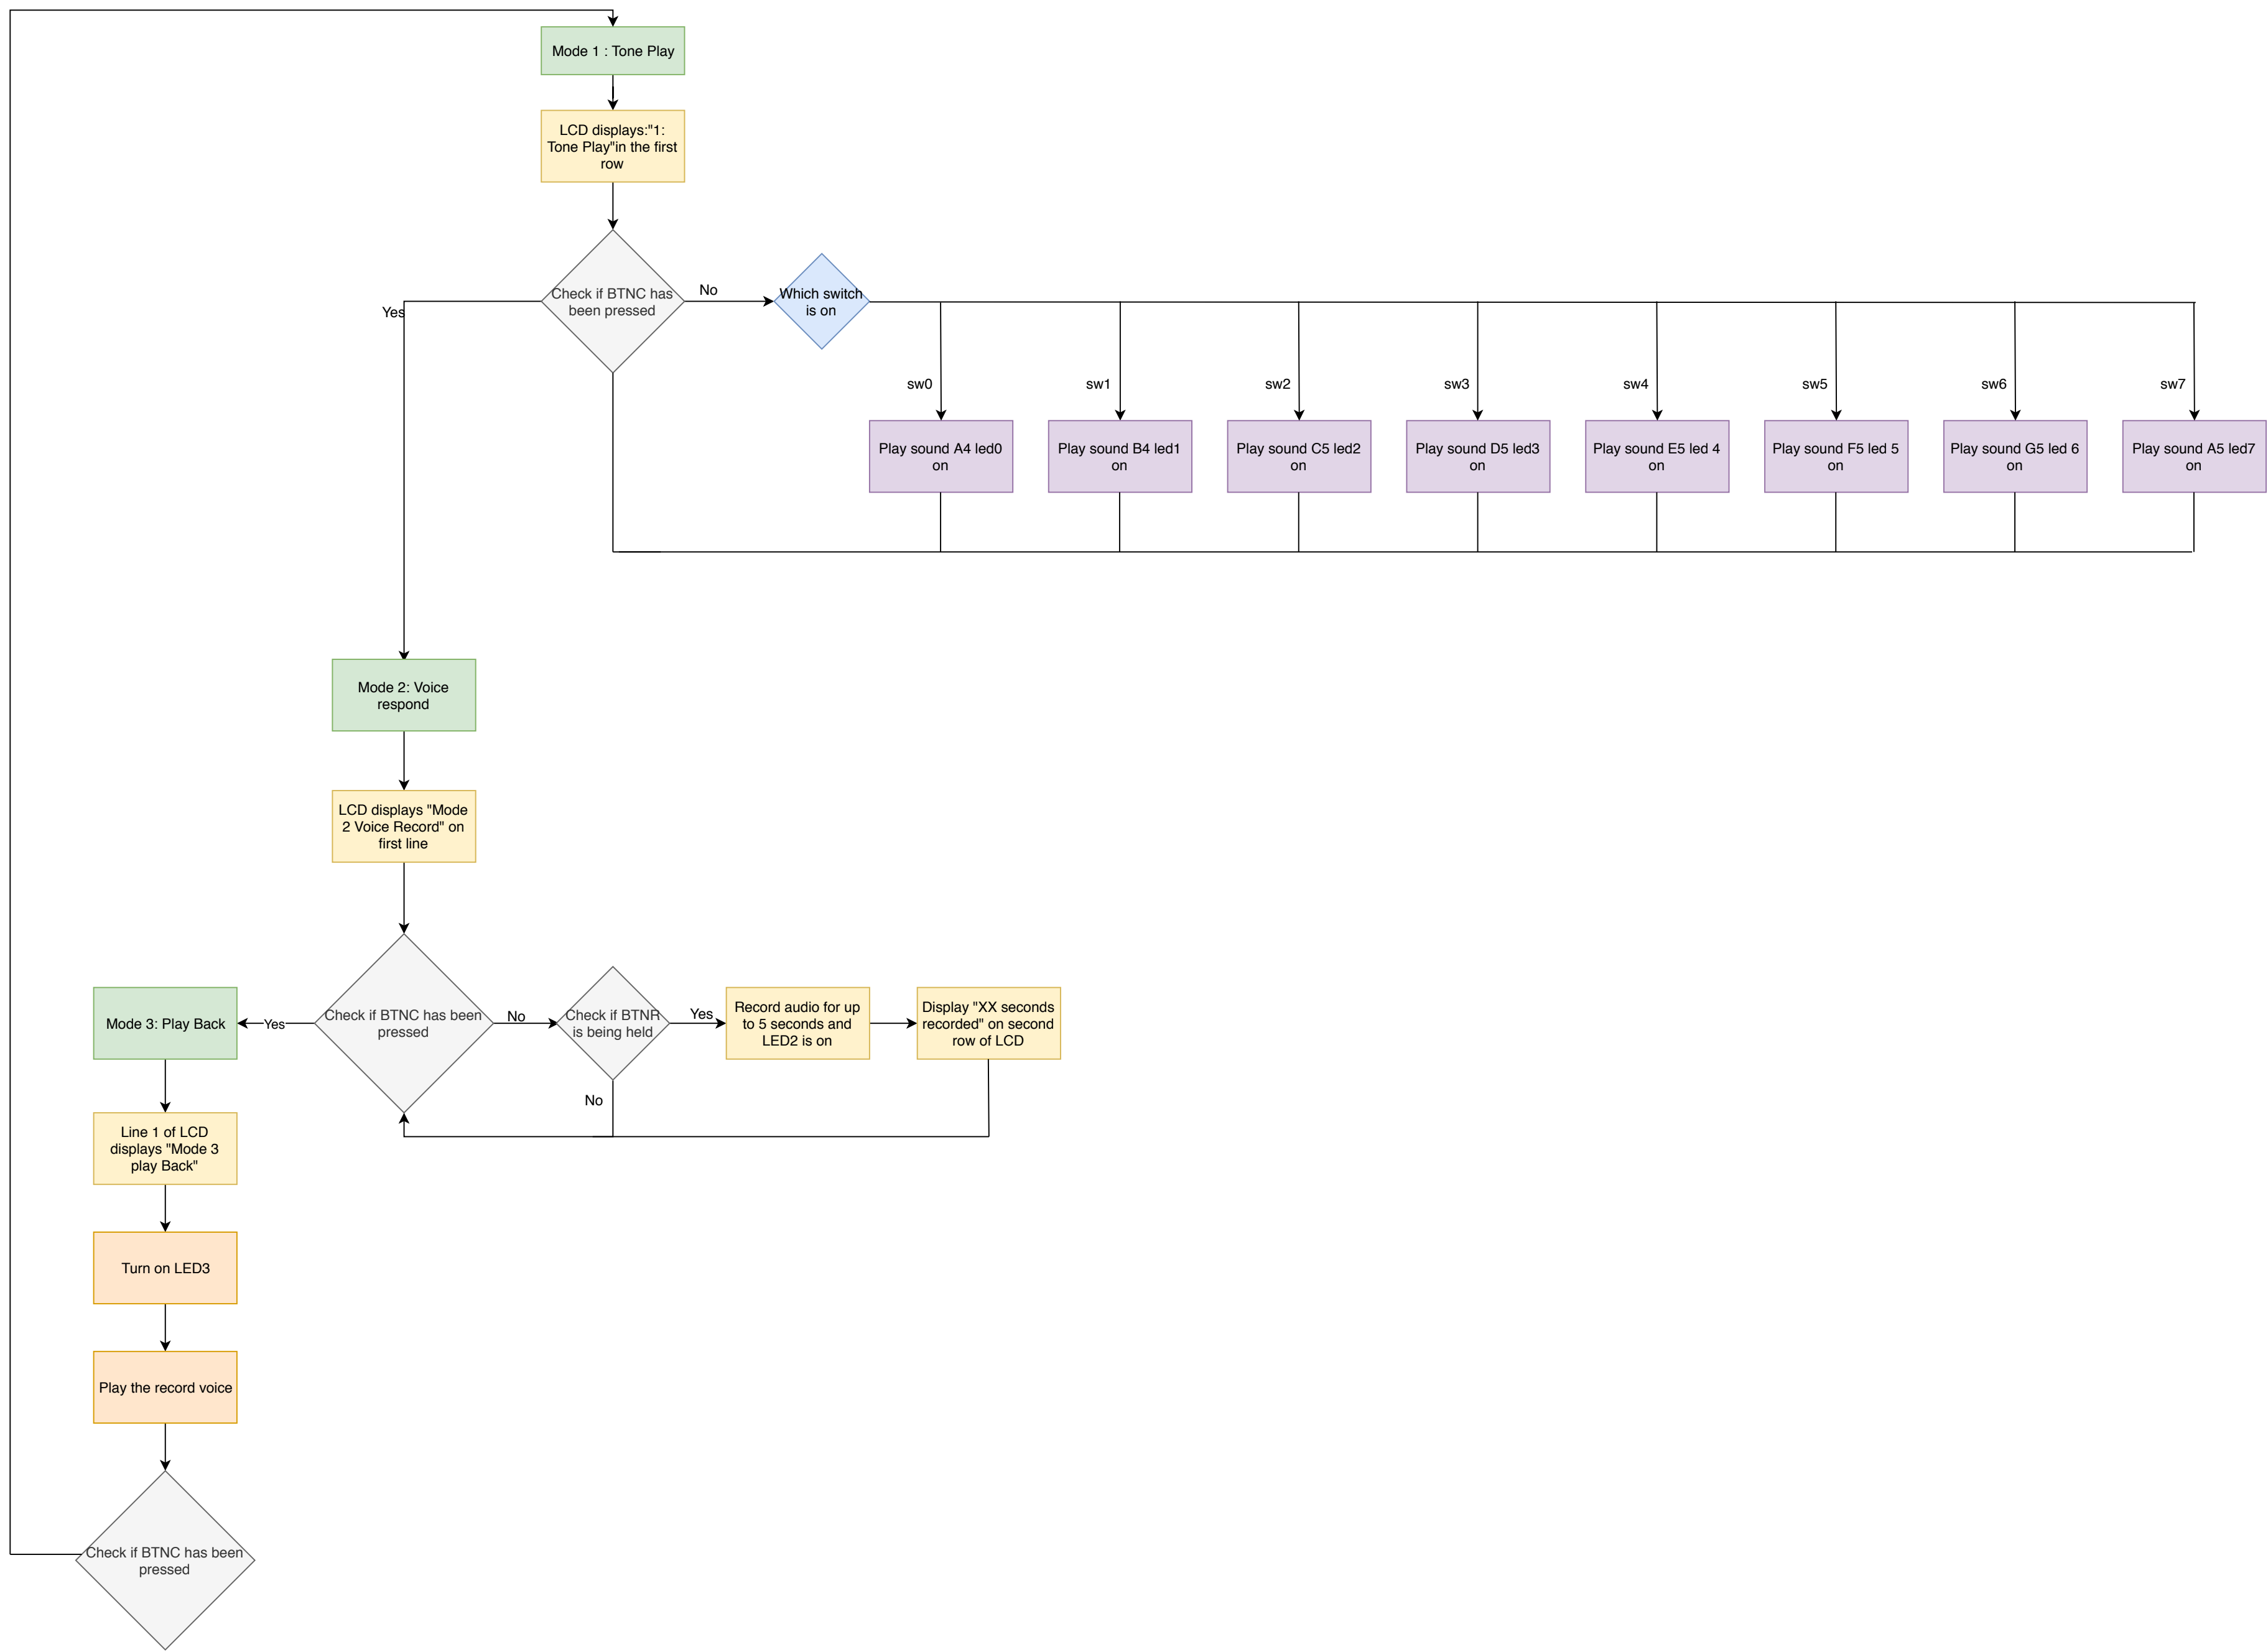 Mode 1 : Tone Play
LCD displays:"1:
Tone Play"in the first
row
Check if BTNC has
been pressed
No
Yes
Which switch
is on
sw0
sw1
sw2
sw3
sw4
sw5
sw6
sw7
Play sound A4 led0
on
Play sound B4 led1
on
Play sound C5 led2
on
Play sound D5 led3
on
Play sound E5 led 4
on
Play sound F5 led 5
on
Play sound G5 led 6
on
Play sound A5 led7
on
Mode 2: Voice
respond
LCD displays "Mode
2 Voice Record" on
first line
Check if BTNC has been
pressed
Yes
No
Check if BTNR
is being held
Yes
No
Record audio for up
to 5 seconds and
LED2 is on
Display "XX seconds
recorded" on second
row of LCD
Mode 3: Play Back
Line 1 of LCD
displays "Mode 3
play Back"
Turn on LED3
Play the record voice
Check if BTNC has been
pressed